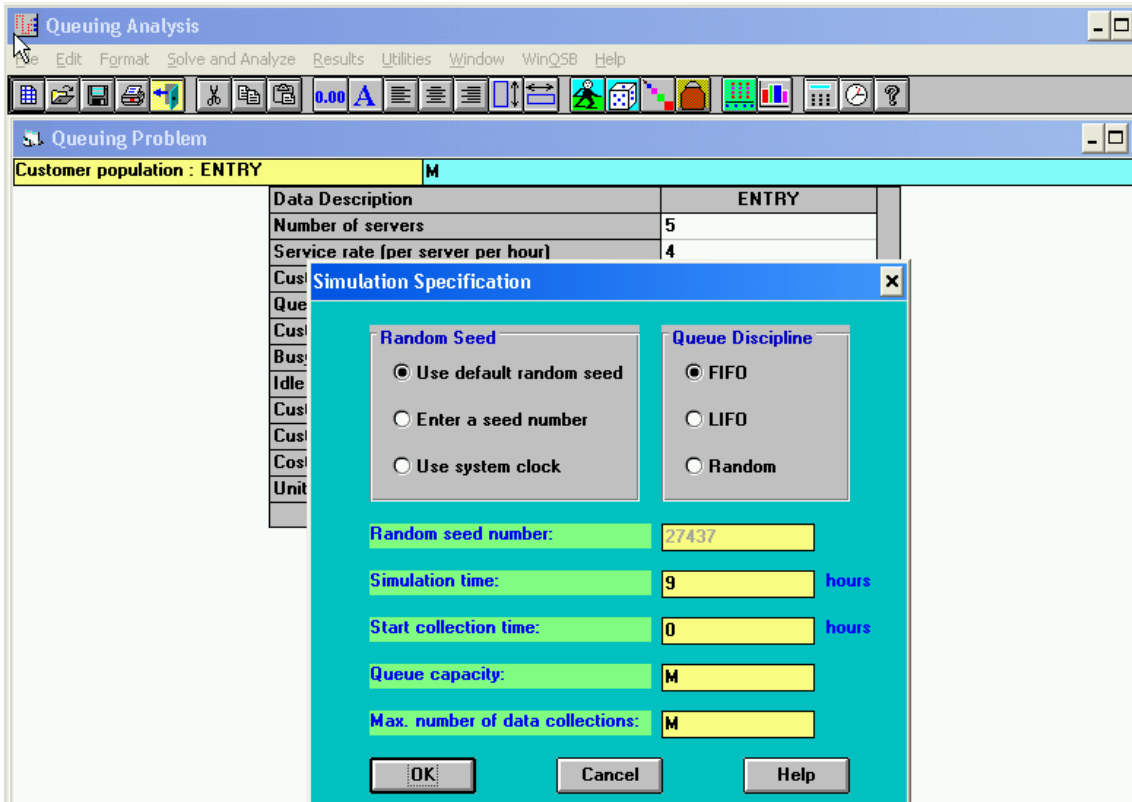 Queuing Analysis
Edit Format Solve and Analyze Results Utilities Window WinQSB Help
0.00 A
Queuing Problem
Customer population : ENTRY M
Data Description ENTRY
Number of servers 5
Service rate (per server per hour) 4
Simulation Specification
Random Seed
Use default random seed
Enter a seed number
Use system clock
Queue Discipline
FIFO
LIFO
Random
Idle
Unit
Random seed number: 27437
Simulation time: 9 hours
Start collection time: 0 hours
Queue capacity: M
Max. number of data collections: M
OK Cancel Help